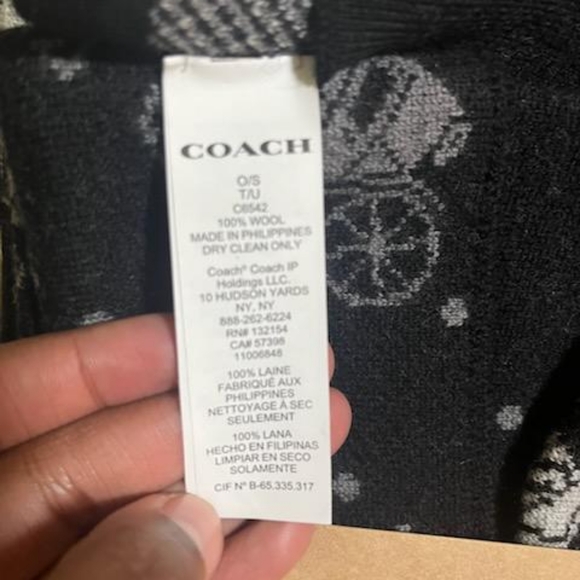 COACH
O/S
T/U
C6542
100% WOOL
MADE IN PHILIPPINES
DRY CLEAN ONLY
Coach® Coach IP
Holdings LLC.
10 HUDSON YARDS
NY, NY
888-262-6224
RN# 132154
CA# 57398
11006848
100% LAINE
FABRIQUÉ AUX
PHILIPPINES
NETTOYAGE À SEC
SEULEMENT
100% LANA
HECHO EN FILIPINAS
LIMPIAR EN SECO
SOLAMENTE
CIF N° B-65.335.317